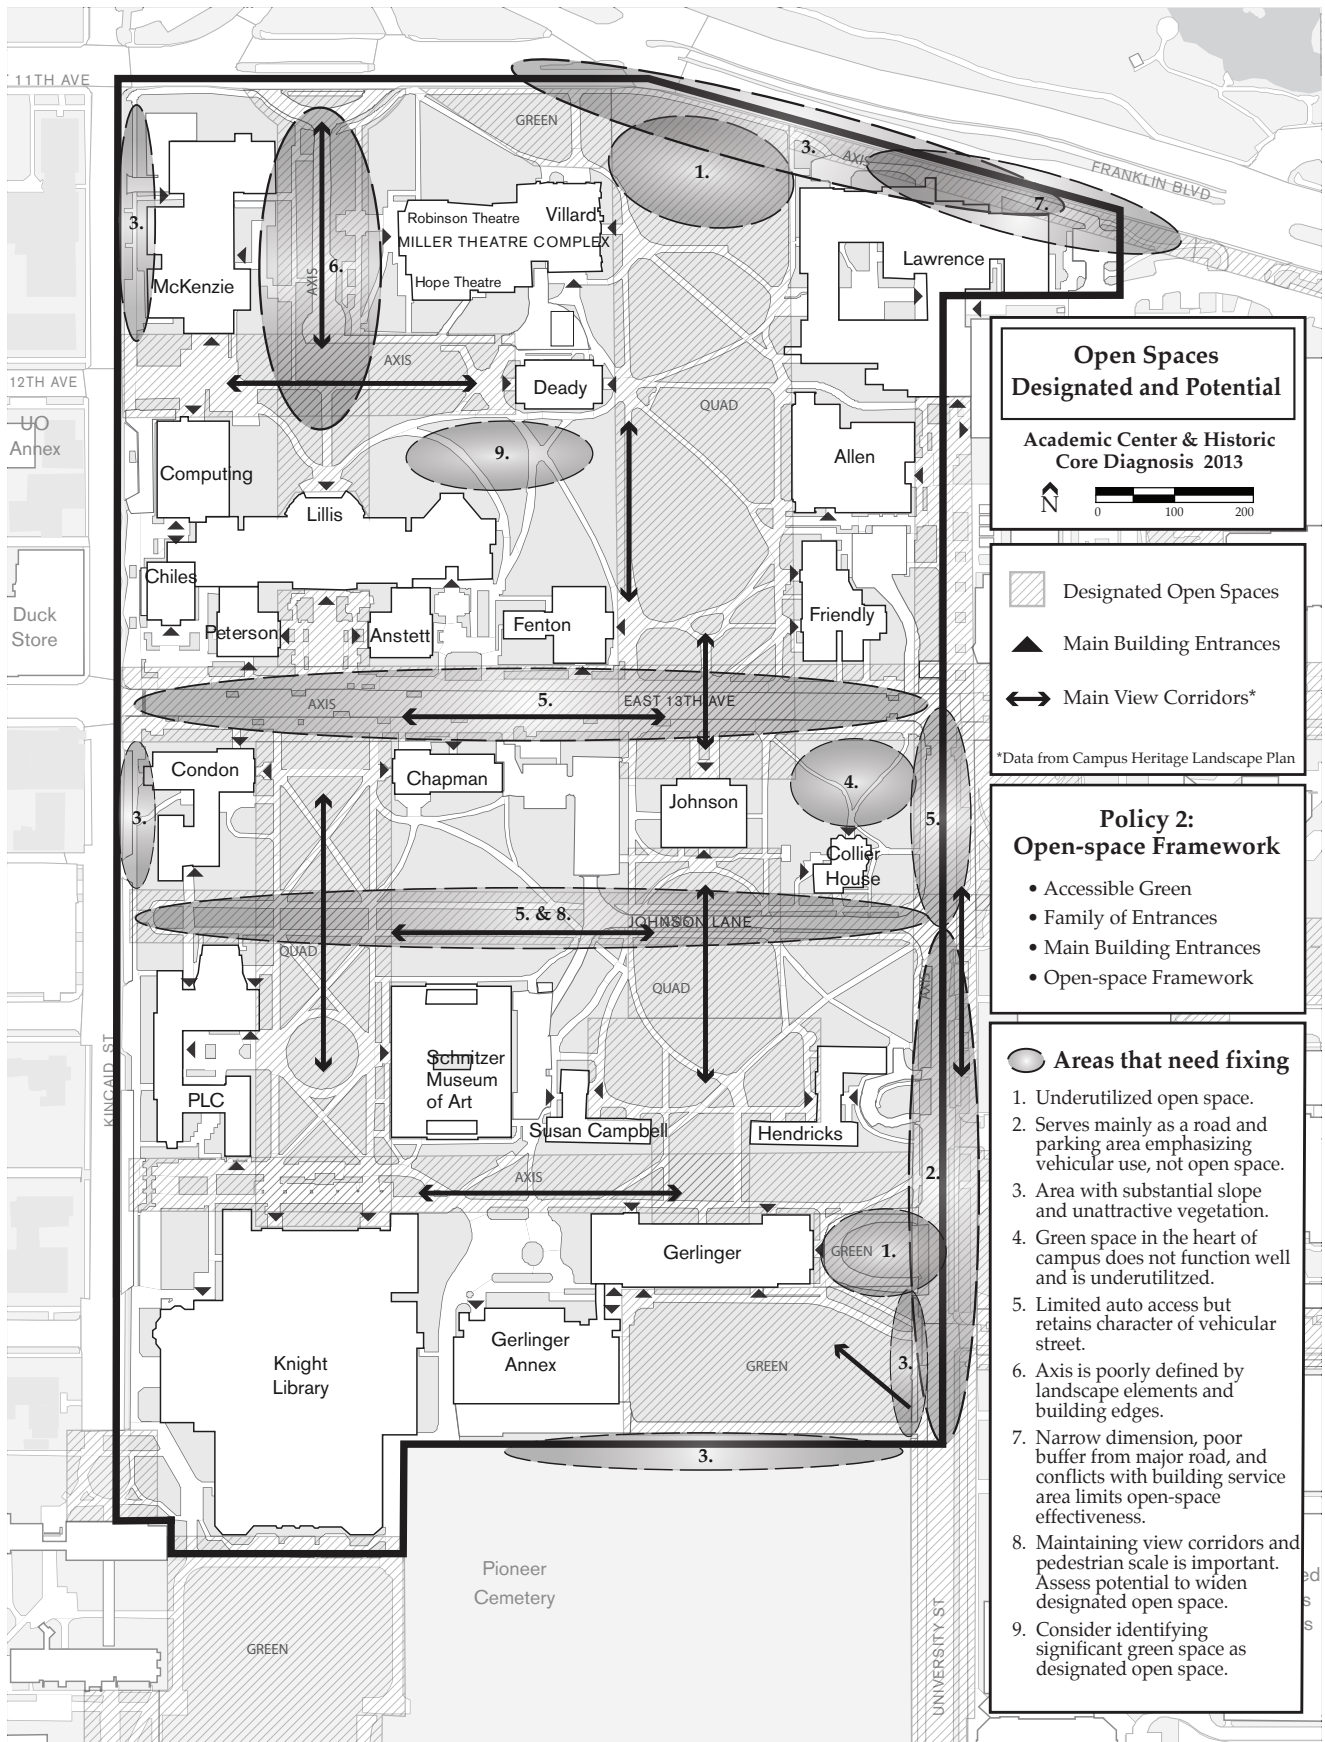 11TH AVE
GREEN
1.
3.
AXIS
FRANKLIN BLVD
7.
3.
Robinson Theatre
Villard
MILLER THEATRE COMPLEX
Hope Theatre
McKenzie
AXIS
6.
Lawrence
AXIS
12TH AVE
Deady
QUAD
UO
Annex
Computing
9.
Allen
Lillis
Chiles
Duck
Store
Peterson
Anstett
Fenton
Friendly
AXIS
5.
EAST 13TH AVE
Condon
Chapman
Johnson
4.
3.
5.
Collier
House
5. & 8.
JOHNSON LANE
QUAD
QUAD
AXIS
KINCAID ST
Schnitzer
Museum
of Art
PLC
Susan Campbell
Hendricks
AXIS
2.
Gerlinger
GREEN
1.
Gerlinger
Annex
Knight
Library
GREEN
3.
3.
Pioneer
Cemetery
GREEN
UNIVERSITY ST
Open Spaces
Designated and Potential
Academic Center & Historic
Core Diagnosis 2013
N
0 100 200
Designated Open Spaces
Main Building Entrances
Main View Corridors*
*Data from Campus Heritage Landscape Plan
Policy 2:
Open-space Framework
• Accessible Green
• Family of Entrances
• Main Building Entrances
• Open-space Framework
Areas that need fixing
1. Underutilized open space.
2. Serves mainly as a road and
parking area emphasizing
vehicular use, not open space.
3. Area with substantial slope
and unattractive vegetation.
4. Green space in the heart of
campus does not function well
and is underutilitzed.
5. Limited auto access but
retains character of vehicular
street.
6. Axis is poorly defined by
landscape elements and
building edges.
7. Narrow dimension, poor
buffer from major road, and
conflicts with building service
area limits open-space
effectiveness.
8. Maintaining view corridors and
pedestrian scale is important.
Assess potential to widen
designated open space.
9. Consider identifying
significant green space as
designated open space.